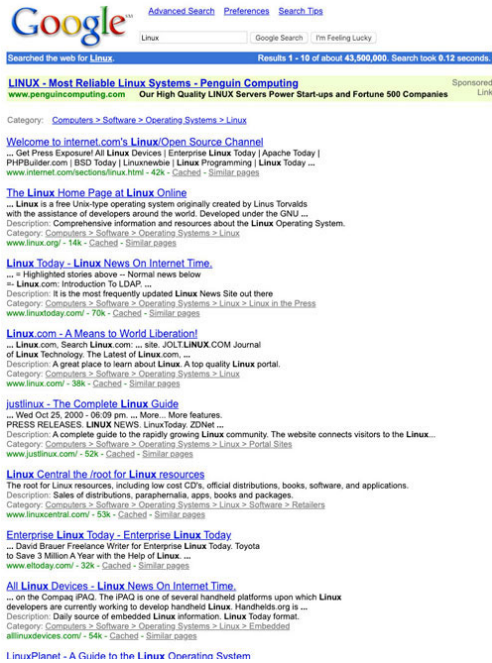 Google
Advanced Search Preferences Search Tips
Linux Google Search I'm Feeling Lucky
Searched the web for Linux. Results 1 - 10 of about 43,500,000. Search took 0.12 seconds.
LINUX - Most Reliable Linux Systems - Penguin Computing Sponsored
www.penguincomputing.com Our High Quality LINUX Servers Power Start-ups and Fortune 500 Companies Link
Category: Computers > Software > Operating Systems > Linux
Welcome to internet.com's Linux/Open Source Channel
... Get Press Exposure! All Linux Devices | Enterprise Linux Today | Apache Today |
PHPBuilder.com | BSD Today | Linuxnewbie | Linux Programming | Linux Today ...
www.internet.com/sections/linux.html - 42k - Cached - Similar pages
The Linux Home Page at Linux Online
... Linus is a free Unix-type operating system originally created by Linus Torvalds
with the assistance of developers around the world. Developed under the GNU ...
Description: Comprehensive information and resources about the Linux Operating System.
Category: Computers > Software > Operating Systems > Linux
www.linux.org/ - 14k - Cached - Similar pages
Linux Today - Linux News On Internet Time.
... = Highlighted stories above -- Normal news below
=- Linux.com: Introduction To LDAP. ...
Description: It is the most frequently updated Linux News Site out there
Category: Computers > Software > Operating Systems > Linux > Linux in the Press
www.linuxtoday.com/ - 70k - Cached - Similar pages
Linux.com - A Means to World Liberation!
... Linux.com, Search Linux.com: ... site. JOLT.LiNUX.COM Journal
of Linux Technology. The Latest of Linux.com, ...
Description: A great place to learn about Linux. A top quality Linux portal.
Category: Computers > Software > Operating Systems > Linux
www.linux.com/ - 38k - Cached - Similar pages
justlinux - The Complete Linux Guide
... Wed Oct 25, 2000 - 06:09 pm. ... More... More features.
PRESS RELEASES. LINUX NEWS. LinuxToday. ZDNet ...
Description: A complete guide to the rapidly growing Linux community. The website connects visitors to the Linux...
Category: Computers > Software > Operating Systems > Linux > Portal Sites
www.justlinux.com/ - 52k - Cached - Similar pages
Linux Central the /root for Linux resources
The root for Linux resources, including low cost CD's, official distributions, books, software, and applications.
Description: Sales of distributions, paraphernalia, apps, books and packages.
Category: Computers > Software > Operating Systems > Linux > Software > Retailers
www.linuxcentral.com/ - 53k - Cached - Similar pages
Enterprise Linux Today - Enterprise Linux Today
... David Brauer Freelance Writer for Enterprise Linux Today. Toyota
to Save 3 Million A Year with the Help of Linux. ...
www.eltoday.com/ - 32k - Cached - Similar pages
All Linux Devices - Linux News On Internet Time.
... on the Compaq iPAQ. The iPAQ is one of several handheld platforms upon which Linux
developers are currently working to develop handheld Linux. Handhelds.org is ...
Description: Daily source of embedded Linux information. Linux Today format.
Category: Computers > Software > Operating Systems > Linux > Embedded
alllinuxdevices.com/ - 54k - Cached - Similar pages
LinuxPlanet - A Guide to the Linux Operating System